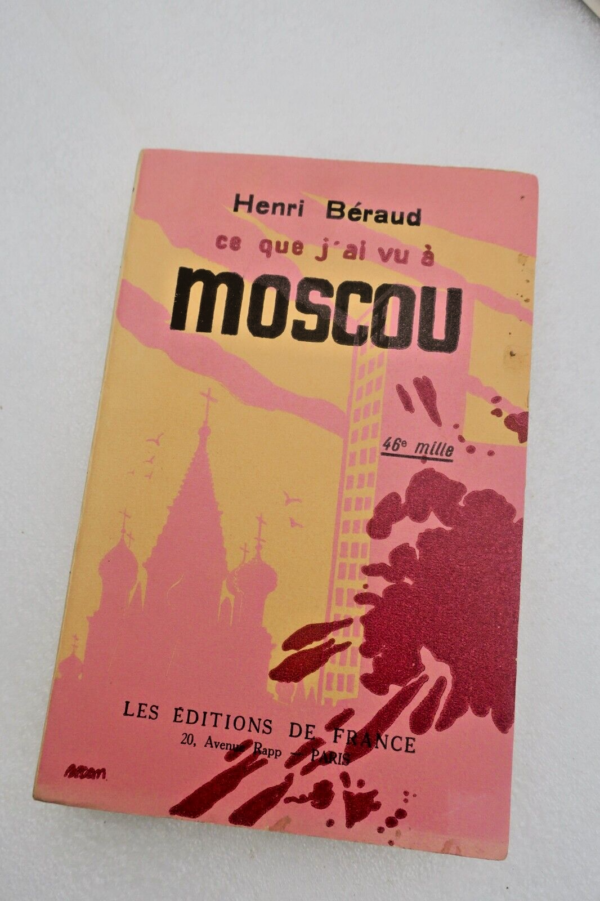 Henri Béraud
ce que j'ai vu à
MOSCOU
46e mille
LES ÉDITIONS DE FRANCE
20, Avenue Rapp — PARIS